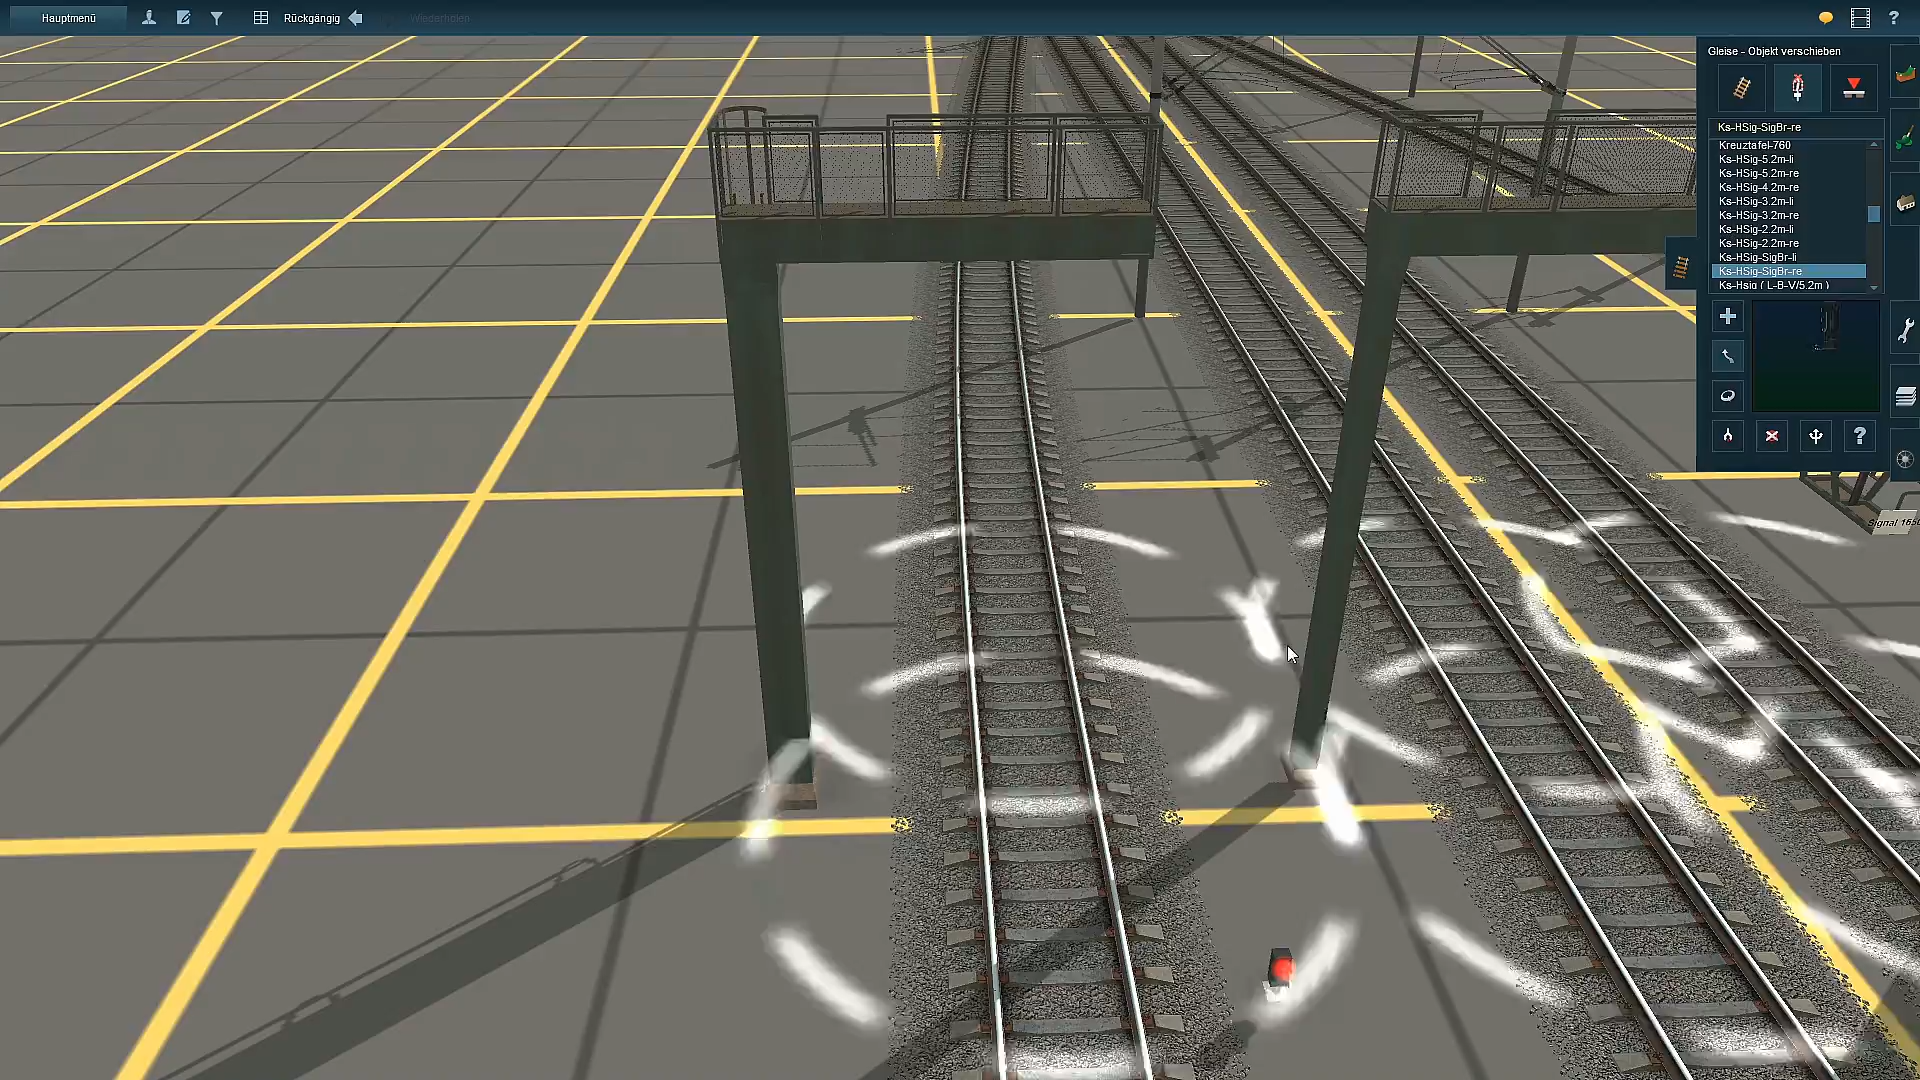 Hauptmenü
Rückgängig
Wiederholen
?
Gleise - Objekt verschieben
Ks-HSig-SigBr-re
Kreuztafel-760
Ks-HSig-5.2m-li
Ks-HSig-5.2m-re
Ks-HSig-4.2m-re
Ks-HSig-3.2m-li
Ks-HSig-3.2m-re
Ks-HSig-2.2m-li
Ks-HSig-2.2m-re
Ks-HSig-SigBr-li
Ks-HSig-SigBr-re
Ks-Hsig ( L-B-V/5.2m )
?
Signal 1650